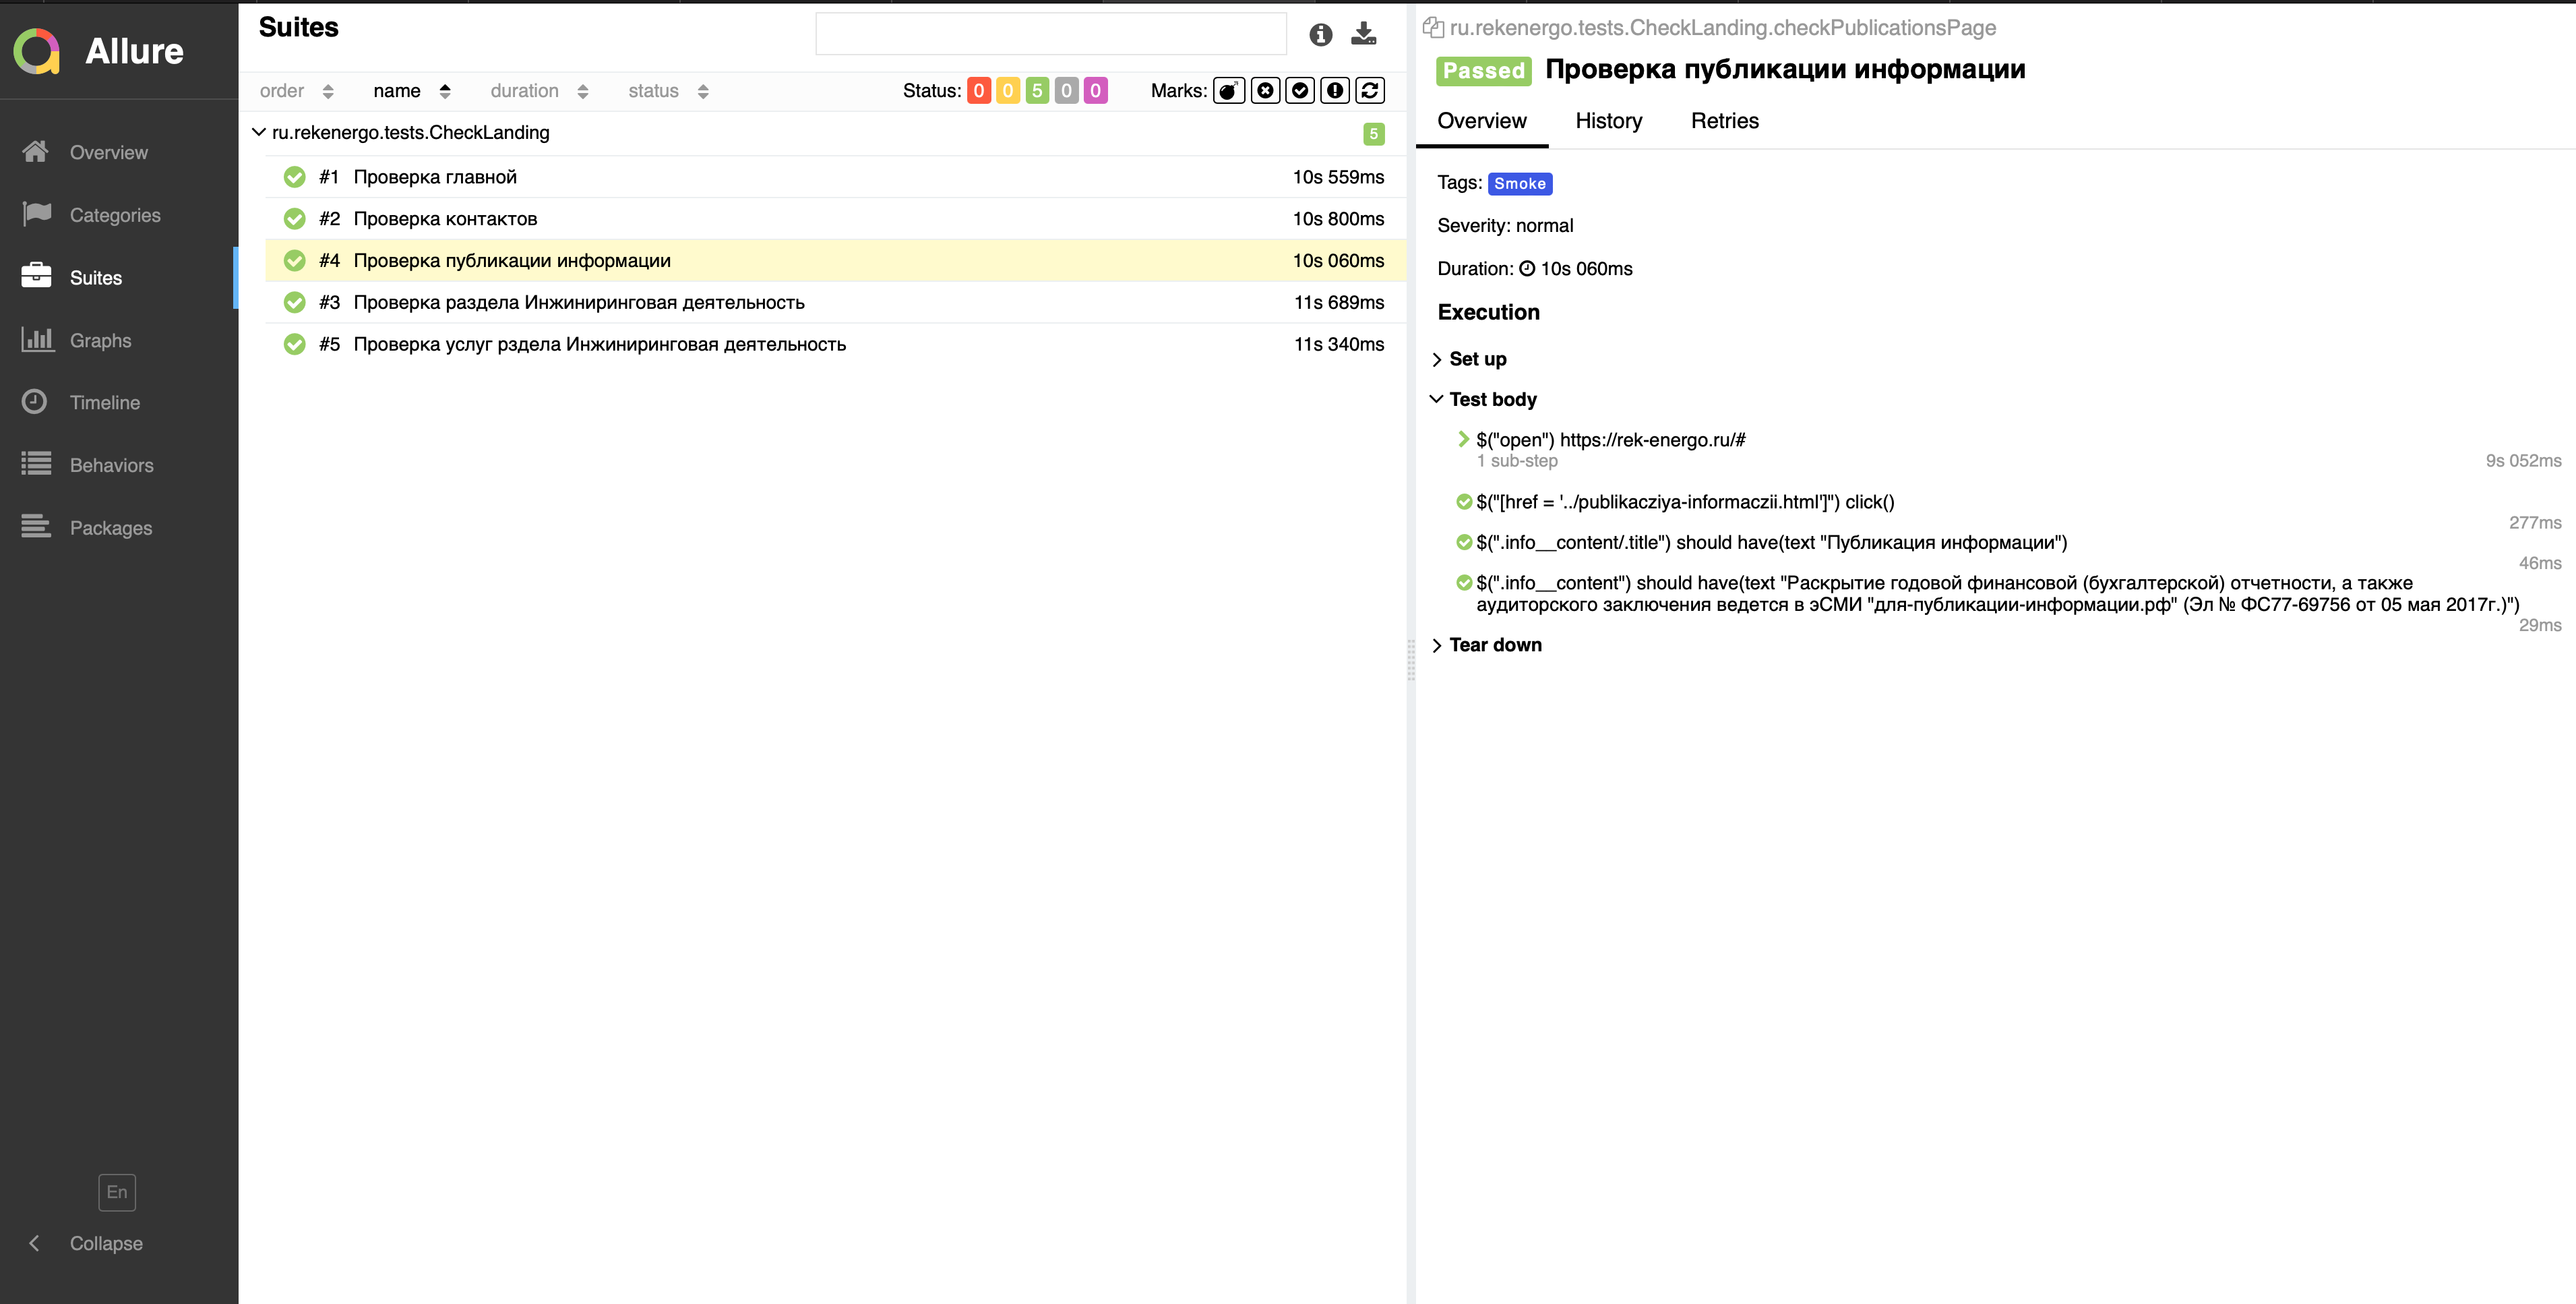 Allure
Overview
Categories
Suites
Graphs
Timeline
Behaviors
Packages
En
Collapse
Suites
order name duration status Status: 0 0 5 0 0 Marks:
ru.rekenergo.tests.CheckLanding 5
#1 Проверка главной 10s 559ms
#2 Проверка контактов 10s 800ms
#4 Проверка публикации информации 10s 060ms
#3 Проверка раздела Инжиниринговая деятельность 11s 689ms
#5 Проверка услуг рздела Инжиниринговая деятельность 11s 340ms
ru.rekenergo.tests.CheckLanding.checkPublicationsPage
Passed Проверка публикации информации
Overview History Retries
Tags: Smoke
Severity: normal
Duration: 10s 060ms
Execution
Set up
Test body
$("open") https://rek-energo.ru/#
1 sub-step 9s 052ms
$("[href = '../publikacziya-informaczii.html']") click()
277ms
$(".info__content/.title") should have(text "Публикация информации")
46ms
$(".info__content") should have(text "Раскрытие годовой финансовой (бухгалтерской) отчетности, а также
аудиторского заключения ведется в эСМИ "для-публикации-информации.рф" (Эл № ФС77-69756 от 05 мая 2017г.)")
29ms
Tear down